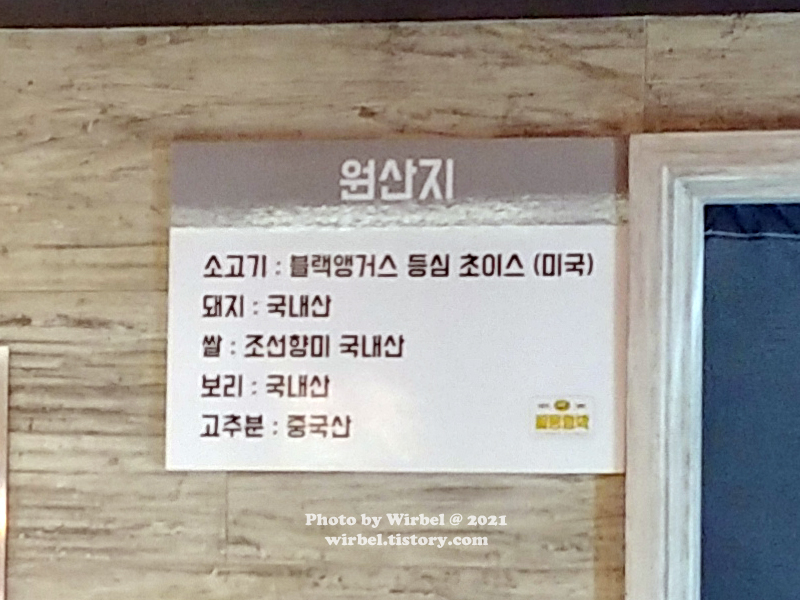 원산지
소고기 : 블랙앵거스 등심 초이스 (미국)
돼지 : 국내산
쌀 : 조선향미 국내산
보리 : 국내산
고추분 : 중국산
Photo by Wirbel @ 2021
wirbel.tistory.com